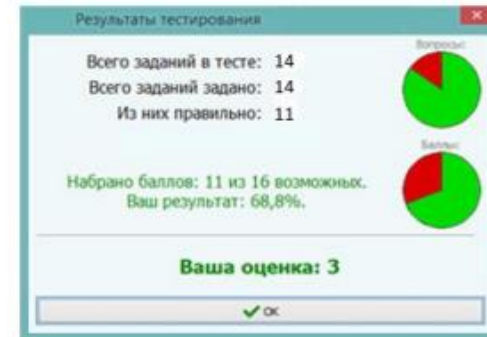 Результаты тестирования
Всего заданий в тесте: 14
Всего заданий задано: 14
Из них правильно: 11
Вопросы:
Баллы:
Набрано баллов: 11 из 16 возможных.
Ваш результат: 68,8%.
Ваша оценка: 3
ОК